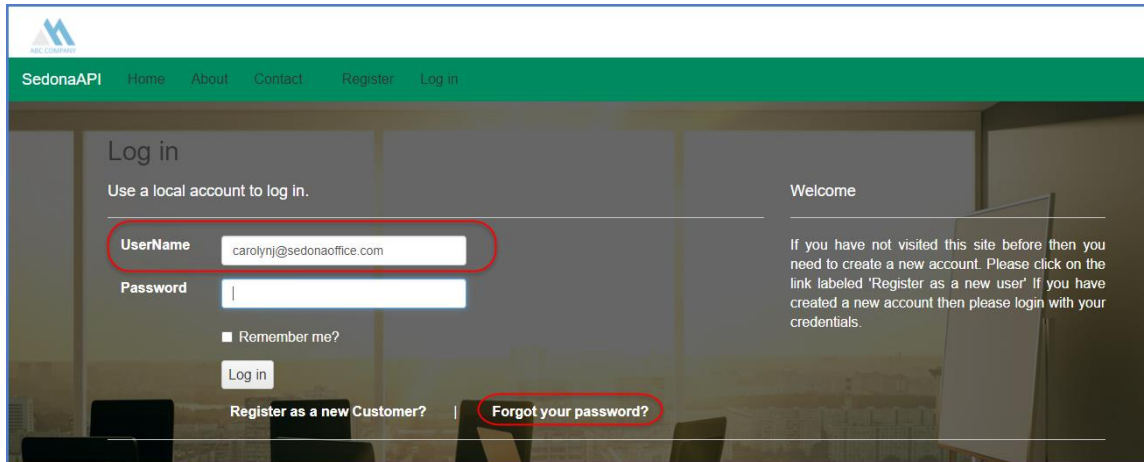 ABC COMPANY
SedonaAPI Home About Contact Register Log in
Log in
Use a local account to log in.
UserName carolynj@sedonaoffice.com
Password
Remember me?
Log in
Register as a new Customer? | Forgot your password?
Welcome
If you have not visited this site before then you
need to create a new account. Please click on the
link labeled 'Register as a new user' If you have
created a new account then please login with your
credentials.